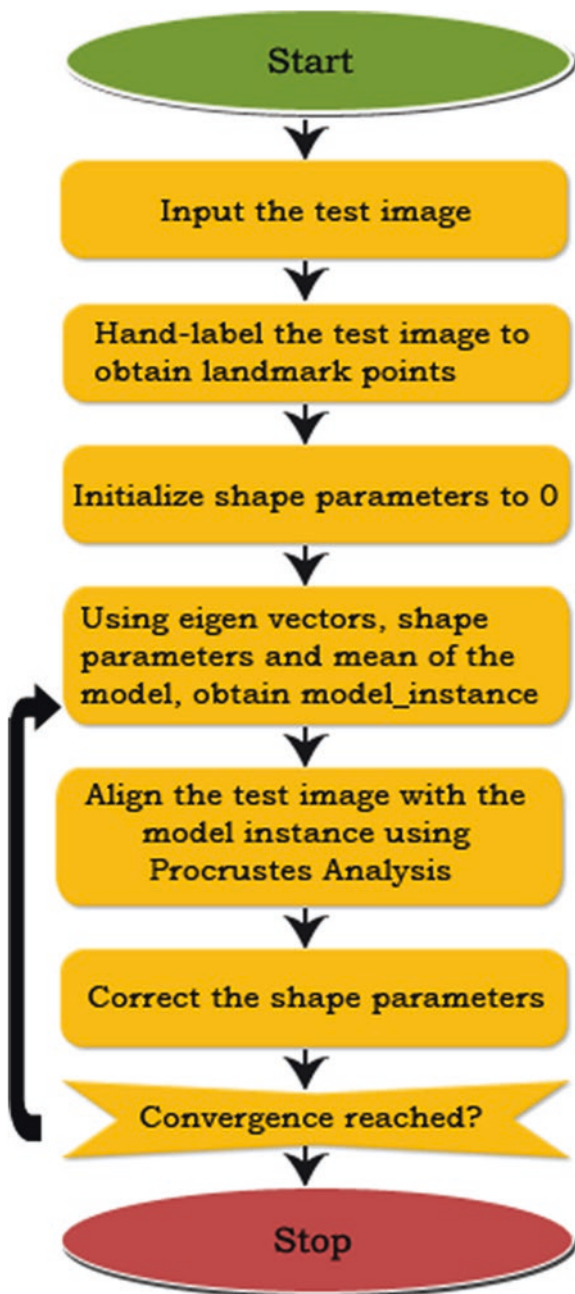 Start
Input the test image
Hand-label the test image to
obtain landmark points
Initialize shape parameters to 0
Using eigen vectors, shape
parameters and mean of the
model, obtain model_instance
Align the test image with the
model instance using
Procrustes Analysis
Correct the shape parameters
Convergence reached?
Stop